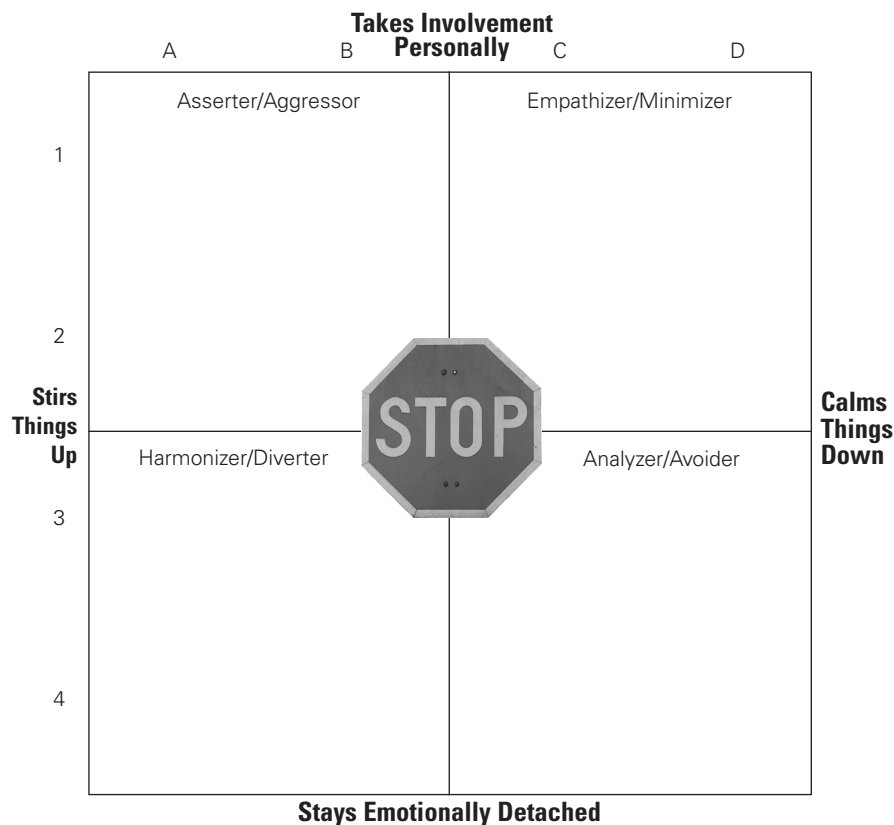 Takes Involvement
Personally
A B C D
Asserter/Aggressor Empathizer/Minimizer
1
2
STOP
Stirs
Things
Up
Calms
Things
Down
Harmonizer/Diverter Analyzer/Avoider
3
4
Stays Emotionally Detached